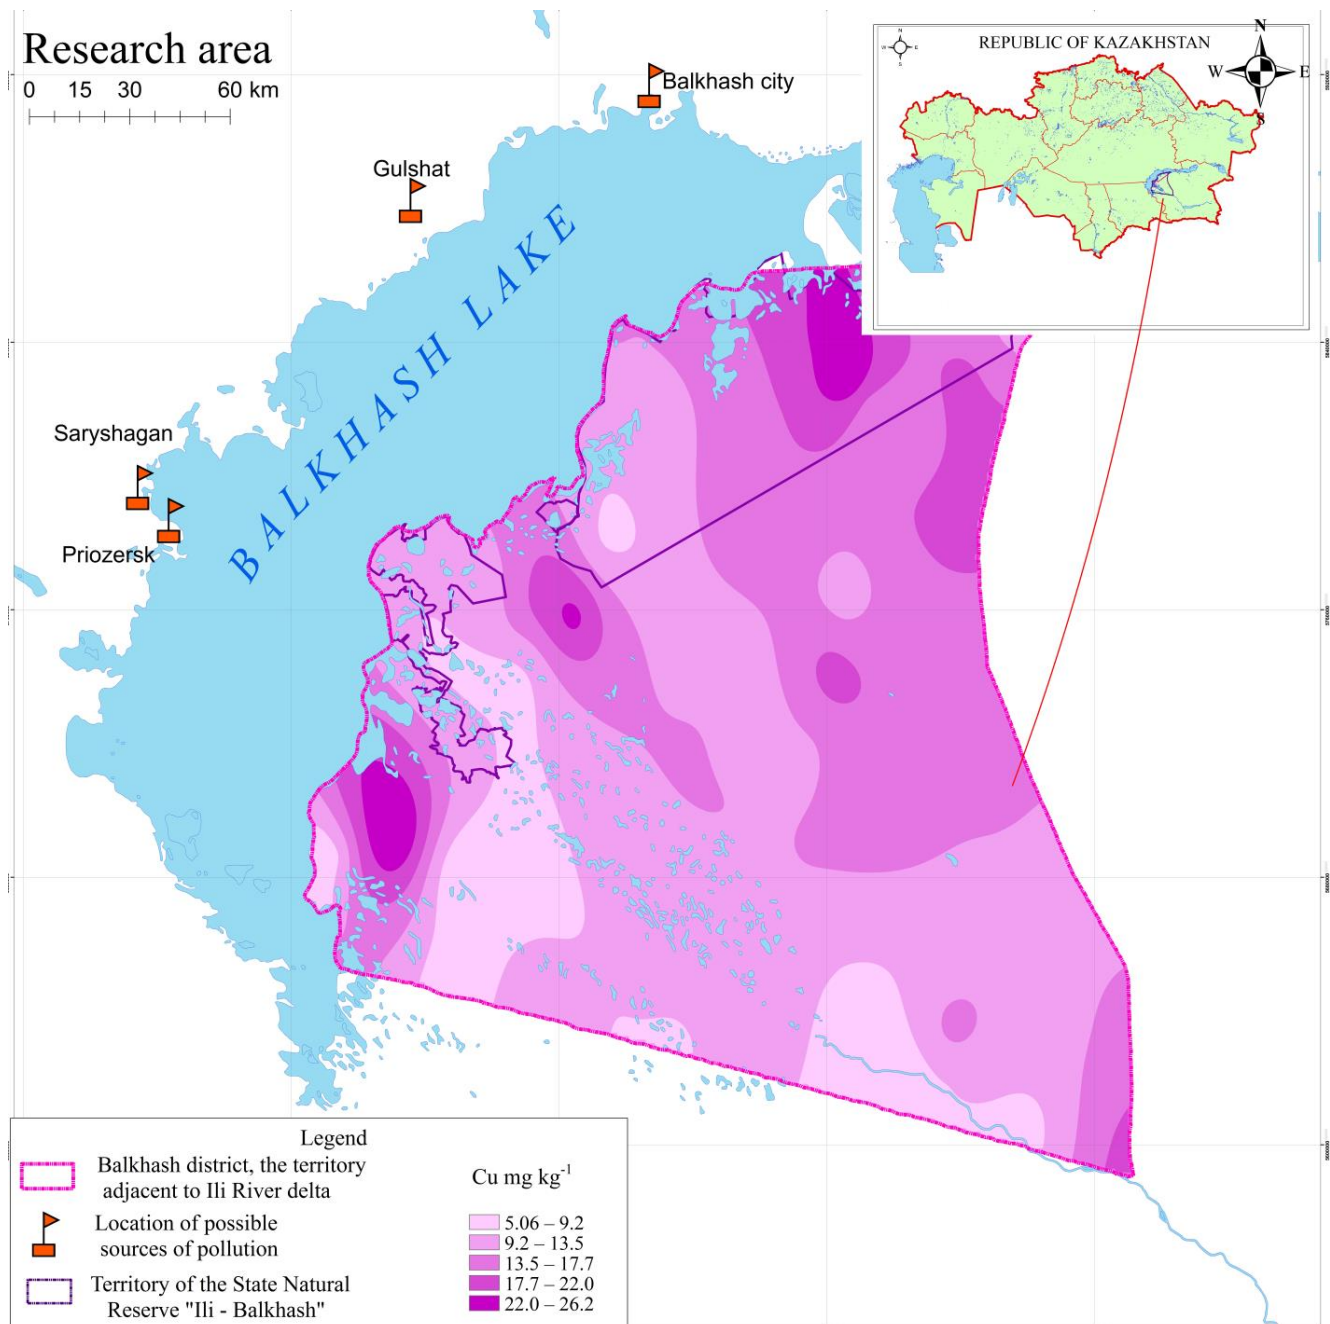 Research area
0 15 30 60 km
Balkhash city
Gulshat
BALKHASH LAKE
Saryshagan
Priozersk
REPUBLIC OF KAZAKHSTAN
N
W E
S
N
W E
S
Legend
Balkhash district, the territory
adjacent to Ili River delta
Location of possible
sources of pollution
Territory of the State Natural
Reserve "Ili - Balkhash"
Cu mg kg⁻¹
5.06 – 9.2
9.2 – 13.5
13.5 – 17.7
17.7 – 22.0
22.0 – 26.2